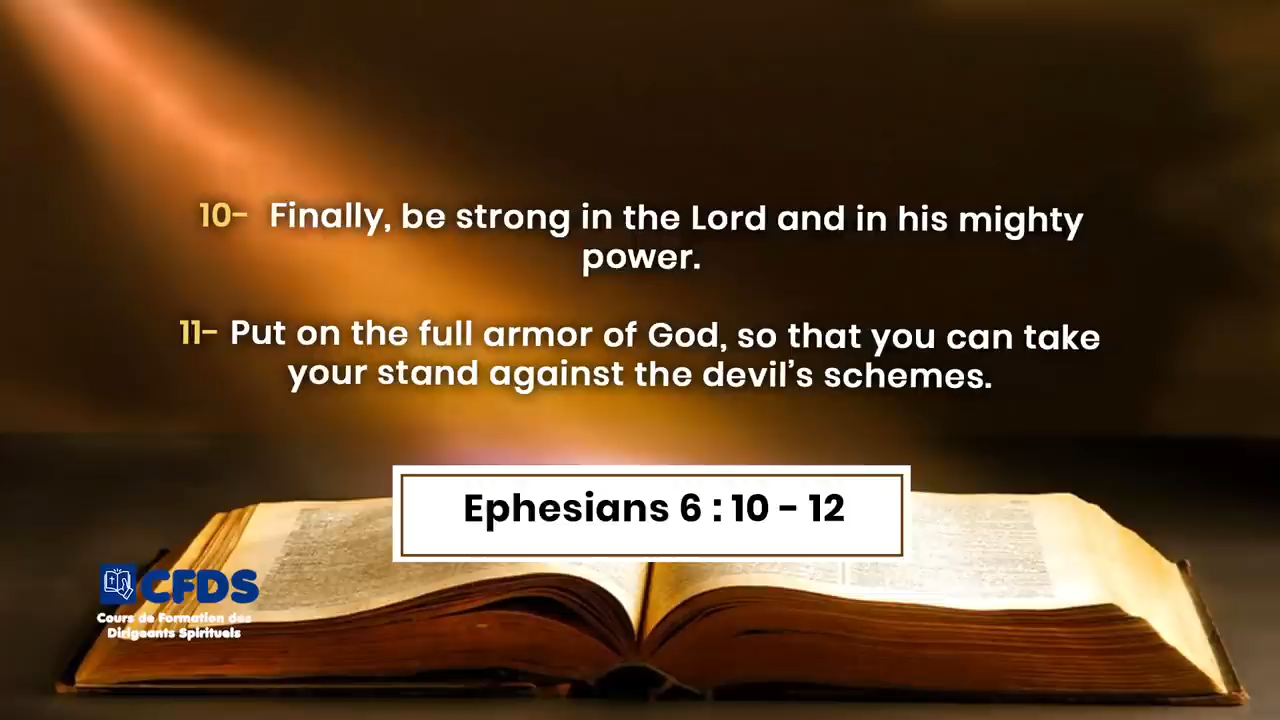 10- Finally, be strong in the Lord and in his mighty
power.
11- Put on the full armor of God, so that you can take
your stand against the devil’s schemes.
Ephesians 6 : 10 - 12
CFDS
Cours de Formation des
Dirigeants Spirituels